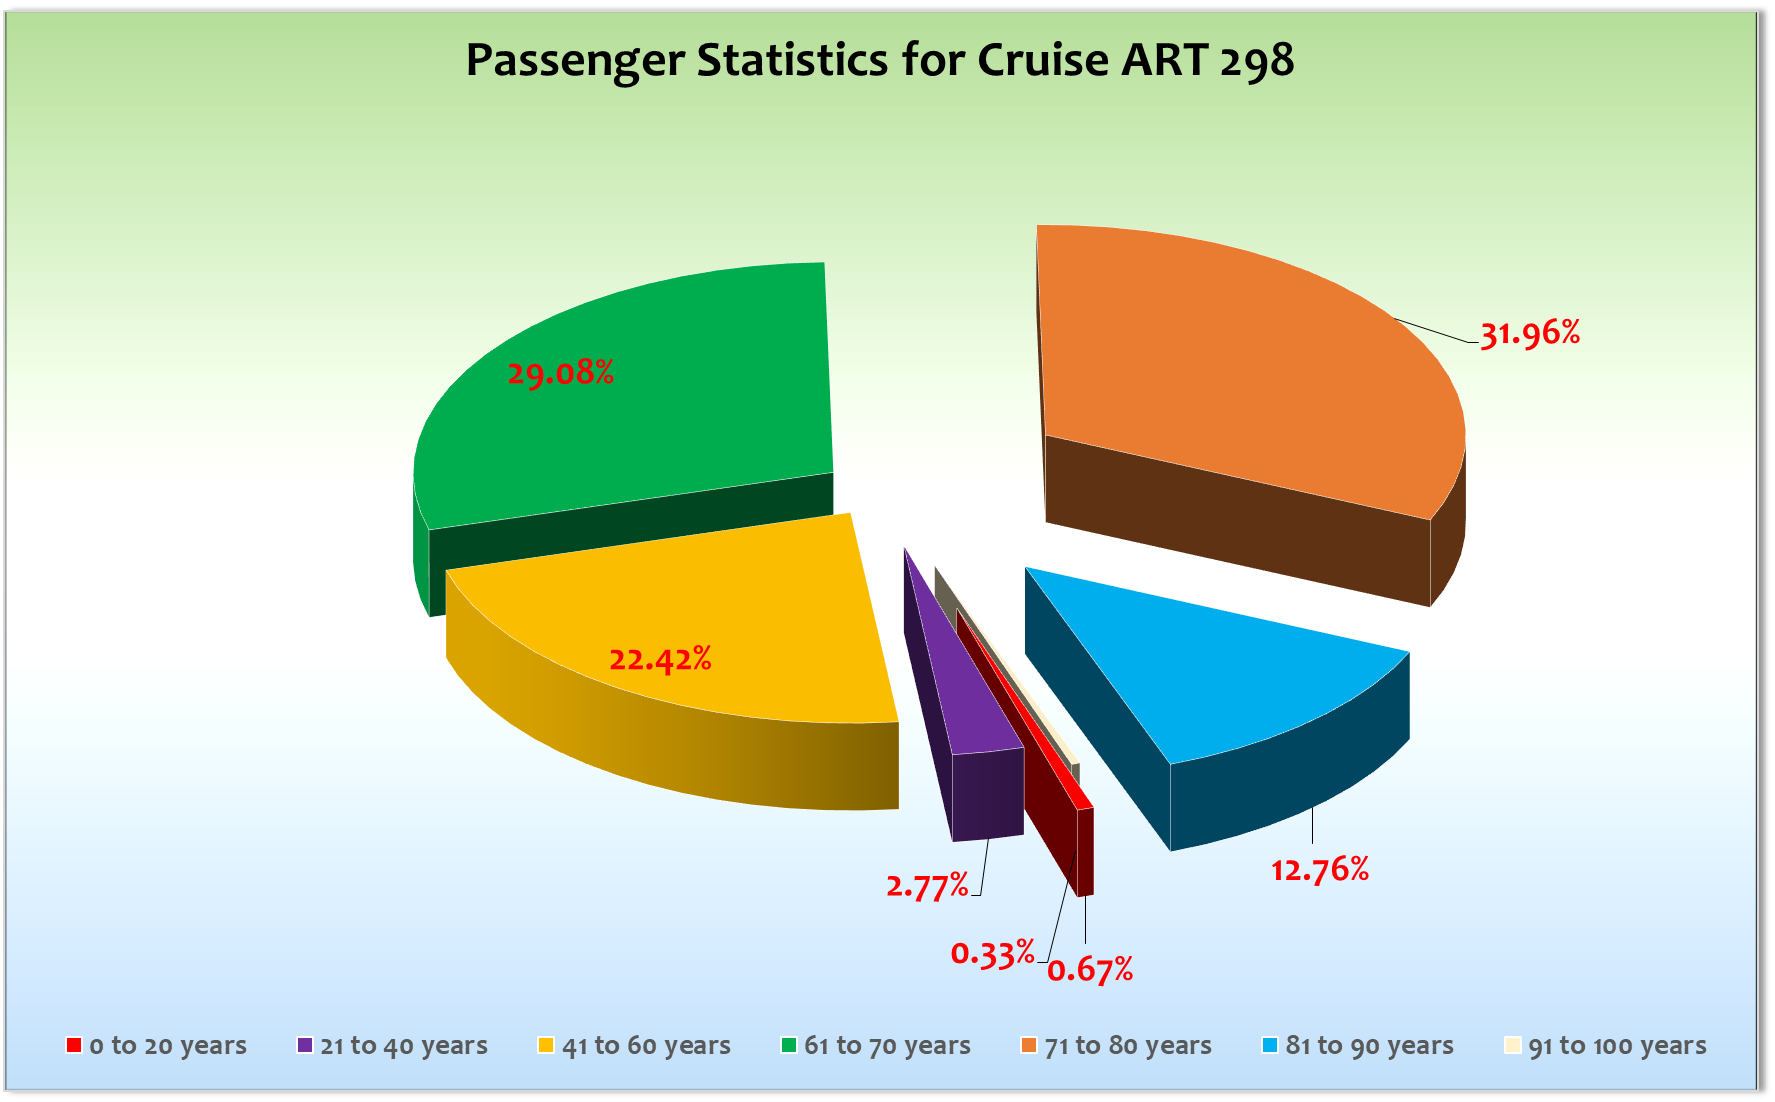 Passenger Statistics for Cruise ART 298
31.96%
29.08%
22.42%
12.76%
2.77%
0.33%
0.67%
0 to 20 years
21 to 40 years
41 to 60 years
61 to 70 years
71 to 80 years
81 to 90 years
91 to 100 years